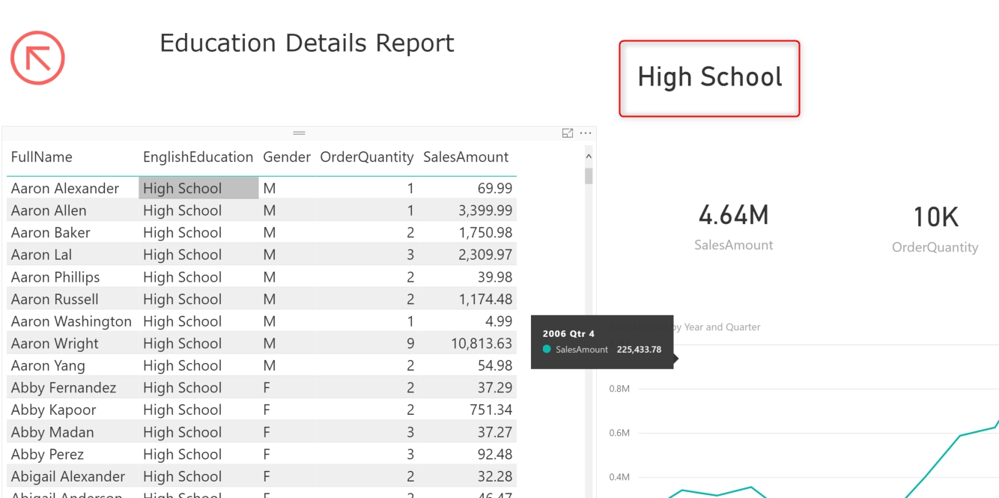 Education Details Report
High School
FullName EnglishEducation Gender OrderQuantity SalesAmount
Aaron Alexander High School M 1 69.99
Aaron Allen High School M 1 3,399.99
Aaron Baker High School M 2 1,750.98
Aaron Lal High School M 3 2,309.97
Aaron Phillips High School M 2 39.98
Aaron Russell High School M 2 1,174.48
Aaron Washington High School M 1 4.99
Aaron Wright High School M 9 10,813.63
Aaron Yang High School M 2 54.98
Abby Fernandez High School F 2 37.29
Abby Kapoor High School F 2 751.34
Abby Madan High School F 3 37.27
Abby Perez High School F 3 92.48
Abigail Alexander High School F 2 32.28
Abigail Anderson High School F 2 46.47
4.64M
SalesAmount
10K
OrderQuantity
by Year and Quarter
2006 Qtr 4
SalesAmount 225,433.78
0.8M
0.6M
0.4M